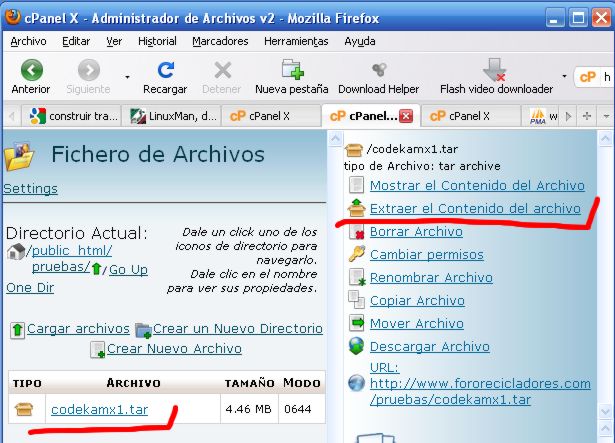 cPanel X - Administrador de Archivos v2 - Mozilla Firefox
Archivo Editar Ver Historial Marcadores Herramientas Ayuda
Anterior Siguiente Recargar Detener Nueva pestaña Download Helper Flash video downloader cP h
construir tra... LinuxMan, d... cP cPanel X cP cPanel... cP cPanel X PMA w
Fichero de Archivos
Settings
Directorio Actual:
/public_html/
pruebas/ /Go Up
One Dir
Dale un click uno de los
iconos de directorio para
navegarlo.
Dale clic en el nombre
para ver sus propiedades.
Cargar archivos Crear un Nuevo Directorio
Crear Nuevo Archivo
TIPO ARCHIVO TAMAÑO MODO
codekamx1.tar 4.46 MB 0644
/codekamx1.tar
tipo de Archivo: tar archive
Mostrar el Contenido del Archivo
Extraer el Contenido del archivo
Borrar Archivo
Cambiar permisos
Renombrar Archivo
Copiar Archivo
Mover Archivo
Descargar Archivo
URL:
http://www.fororecicladores.com
/pruebas/codekamx1.tar